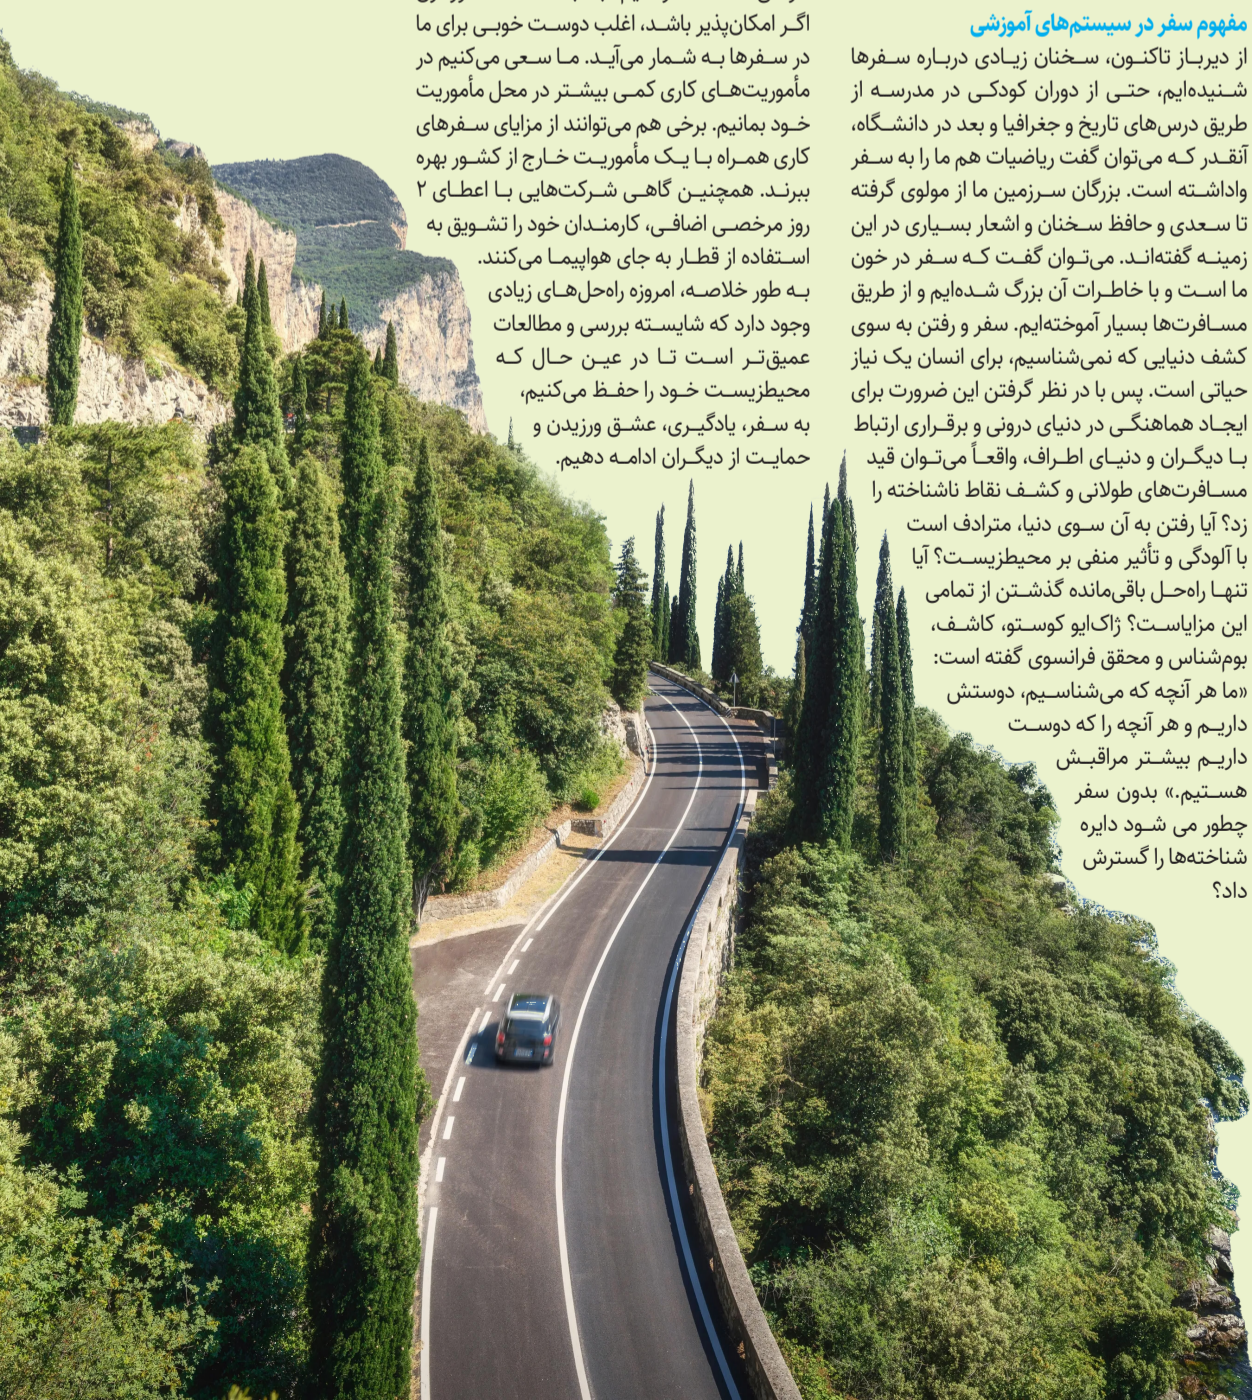 مفهوم سفر در سیستم‌های آموزشی
از دیرباز تاکنون، سخنان زیادی درباره سفرها
شنیده‌ایم، حتی از دوران کودکی در مدرسه از
طریق درس‌های تاریخ و جغرافیا و بعد در دانشگاه،
آنقدر که می‌توان گفت ریاضیات هم ما را به سفر
واداشته است. بزرگان سرزمین ما از مولوی گرفته
تا سعدی و حافظ سخنان و اشعار بسیاری در این
زمینه گفته‌اند. می‌توان گفت که سفر در خون
ما است و با خاطرات آن بزرگ شده‌ایم و از طریق
مسافرت‌ها بسیار آموخته‌ایم. سفر و رفتن به سوی
کشف دنیایی که نمی‌شناسیم، برای انسان یک نیاز
حیاتی است. پس با در نظر گرفتن این ضرورت برای
ایجاد هماهنگی در دنیای درونی و برقراری ارتباط
با دیگران و دنیای اطراف، واقعاً می‌توان قید
مسافرت‌های طولانی و کشف نقاط ناشناخته را
زد؟ آیا رفتن به آن سوی دنیا، مترادف است
با آلودگی و تأثیر منفی بر محیط‌زیست؟ آیا
تنها راه‌حل باقی‌مانده گذشتن از تمامی
این مزایاست؟ ژاک‌ایو کوستو، کاشف،
بوم‌شناس و محقق فرانسوی گفته است:
«ما هر آنچه که می‌شناسیم، دوستش
داریم و هر آنچه را که دوست
داریم بیشتر مراقبش
هستیم.» بدون سفر
چطور می شود دایره
شناخته‌ها را گسترش
داد؟
اگر امکان‌پذیر باشد، اغلب دوست خوبی برای ما
در سفرها به شمار می‌آید. ما سعی می‌کنیم در
مأموریت‌های کاری کمی بیشتر در محل مأموریت
خود بمانیم. برخی هم می‌توانند از مزایای سفرهای
کاری همراه با یک مأموریت خارج از کشور بهره
ببرند. همچنین گاهی شرکت‌هایی با اعطای ۲
روز مرخصی اضافی، کارمندان خود را تشویق به
استفاده از قطار به جای هواپیما می‌کنند.
به طور خلاصه، امروزه راه‌حل‌های زیادی
وجود دارد که شایسته بررسی و مطالعات
عمیق‌تر است تا در عین حال که
محیط‌زیست خود را حفظ می‌کنیم،
به سفر، یادگیری، عشق ورزیدن و
حمایت از دیگران ادامه دهیم.